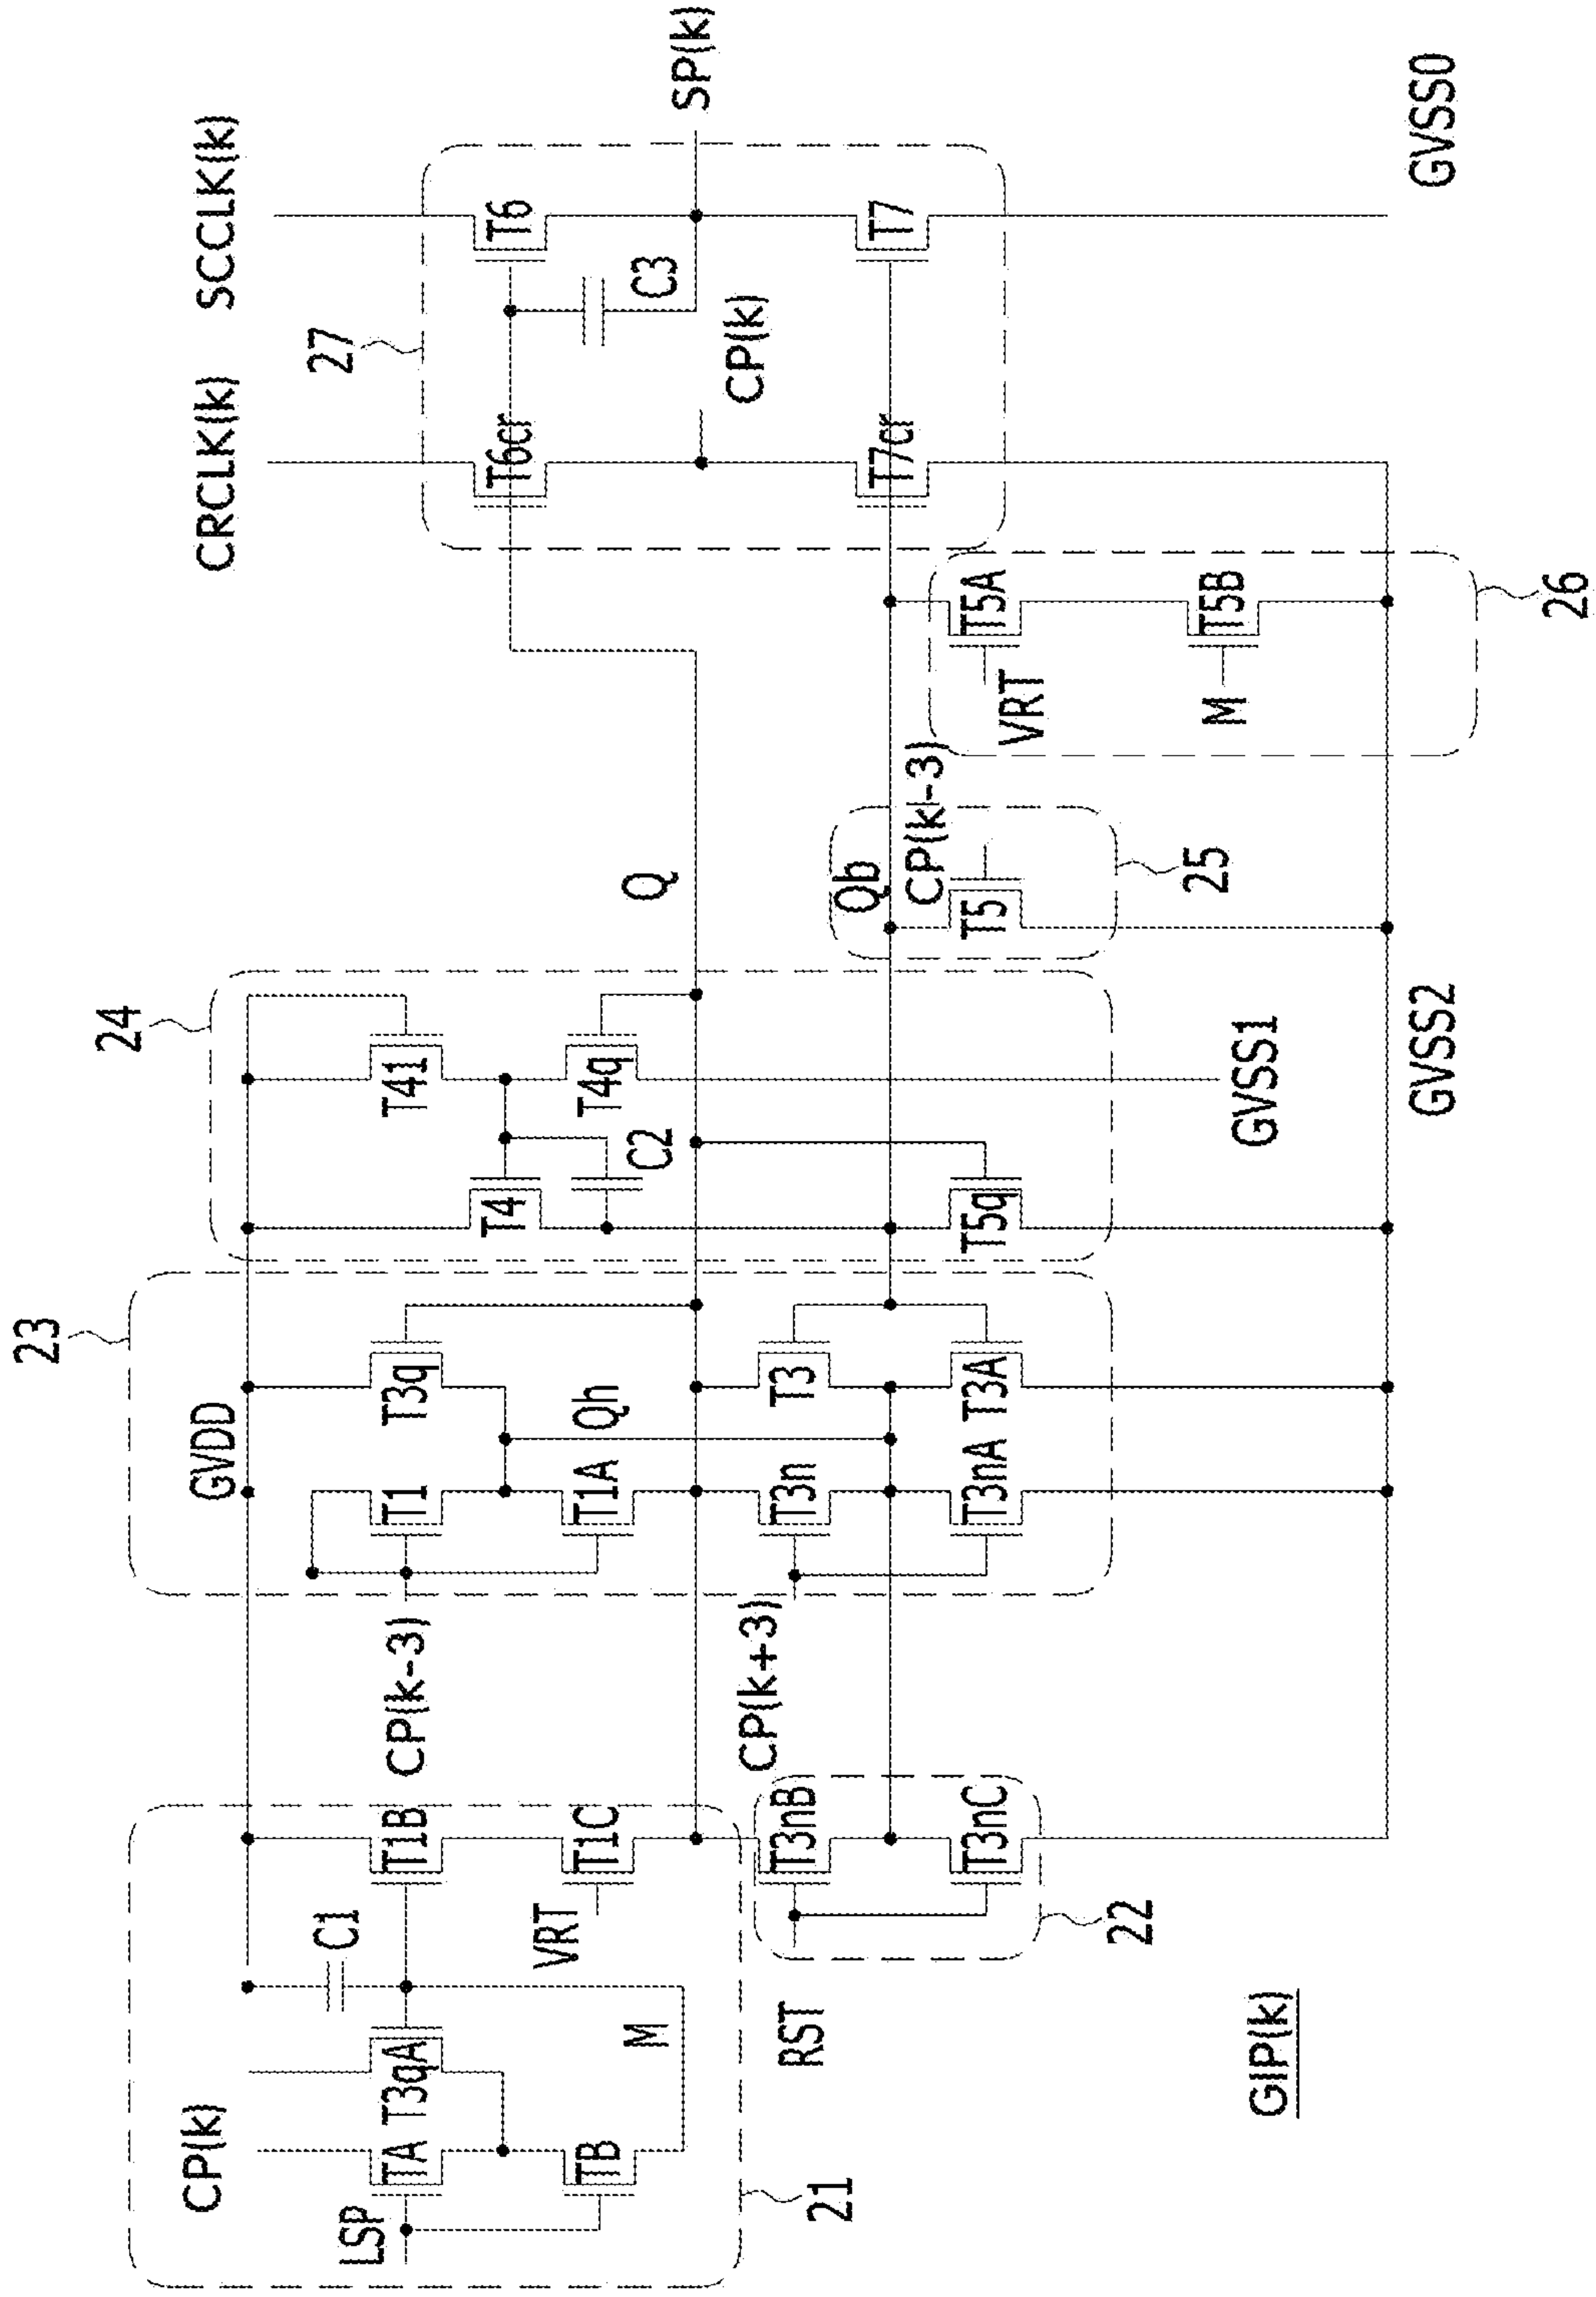 CRCLK(k) SCCLK(k)
27
T6cr
T6
C3
CP(k)
SP(k)
T7cr
T7
GVSS0
24
T41
T4
C2
T4q
Q
T5q
GVSS1
GVSS2
Qb
CP(k-3)
T5
25
T5A
VRT
T5B
M
26
23
GVDD
T3q
T1
Qh
T1A
T3n
T3
T3nA
T3A
CP(k-3)
CP(k+3)
CP(k)
C1
T1B
TA
T3qA
LSP
TB
M
VRT
T1C
21
RST
T3nB
T3nC
22
GIP(k)